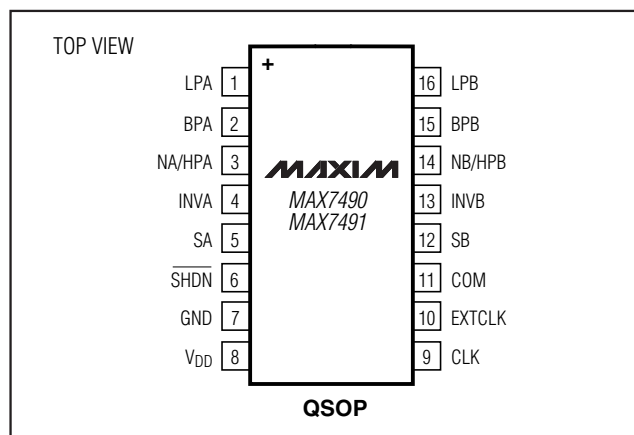 TOP VIEW
+
LPA 1
BPA 2
NA/HPA 3
INVA 4
SA 5
S̅H̅D̅N̅ 6
GND 7
VDD 8
MAXIM
MAX7490
MAX7491
16 LPB
15 BPB
14 NB/HPB
13 INVB
12 SB
11 COM
10 EXTCLK
9 CLK
QSOP